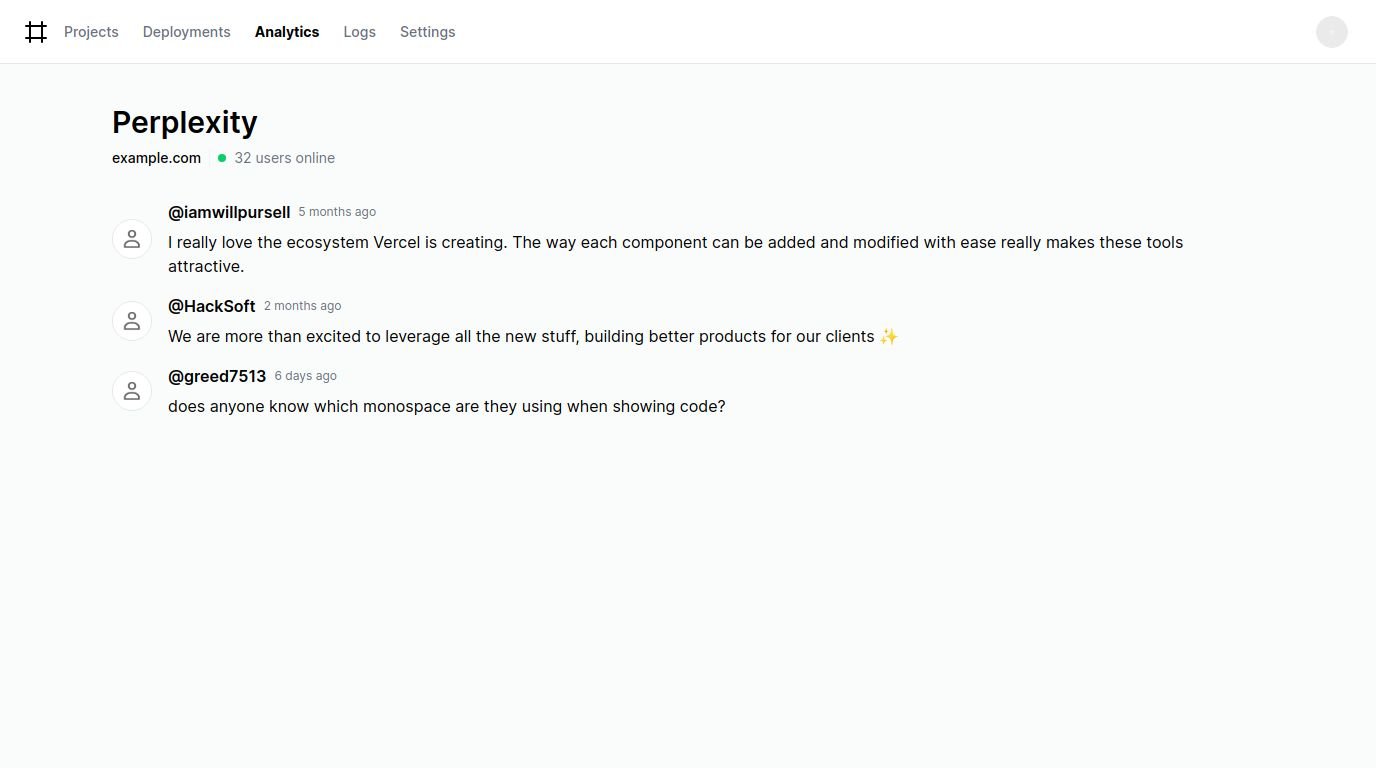 Projects Deployments Analytics Logs Settings
Perplexity
example.com 32 users online
@iamwillpursell 5 months ago
I really love the ecosystem Vercel is creating. The way each component can be added and modified with ease really makes these tools
attractive.
@HackSoft 2 months ago
We are more than excited to leverage all the new stuff, building better products for our clients ✨
@greed7513 6 days ago
does anyone know which monospace are they using when showing code?